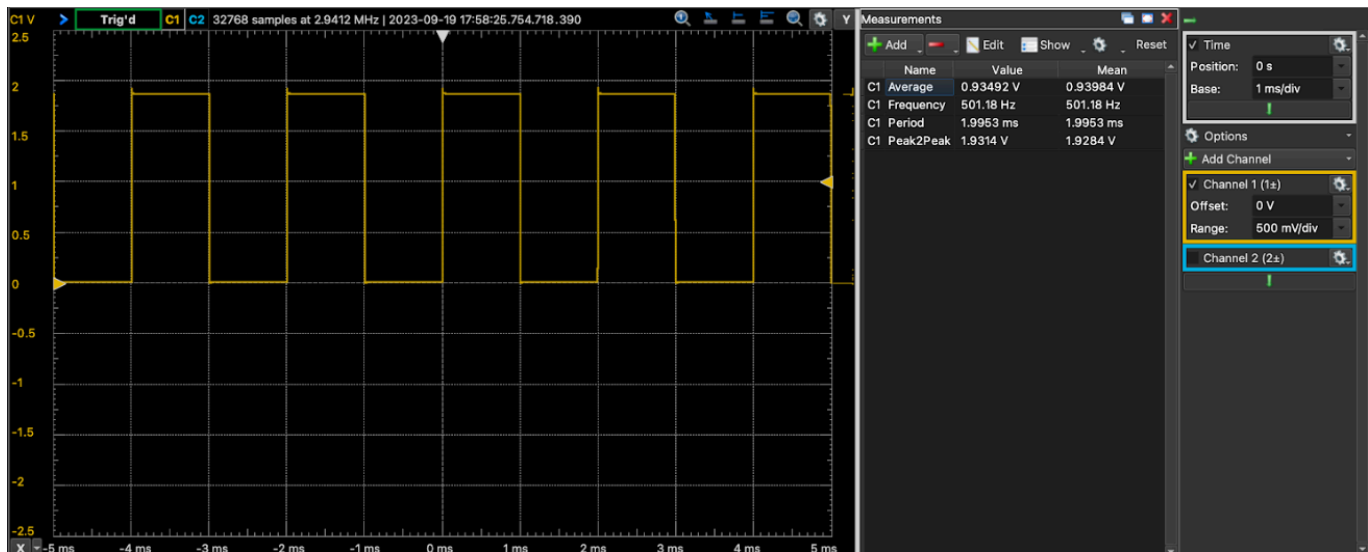 C1 V Trig'd C1 C2 32768 samples at 2.9412 MHz | 2023-09-19 17:58:25.754.718.390 Y
2.5
2
1.5
1
0.5
0
-0.5
-1
-1.5
-2
-2.5
X -5 ms -4 ms -3 ms -2 ms -1 ms 0 ms 1 ms 2 ms 3 ms 4 ms 5 ms
Measurements
Add Edit Show Reset
Name Value Mean
C1 Average 0.93492 V 0.93984 V
C1 Frequency 501.18 Hz 501.18 Hz
C1 Period 1.9953 ms 1.9953 ms
C1 Peak2Peak 1.9314 V 1.9284 V
Time
Position: 0 s
Base: 1 ms/div
Options
Add Channel
Channel 1 (1±)
Offset: 0 V
Range: 500 mV/div
Channel 2 (2±)